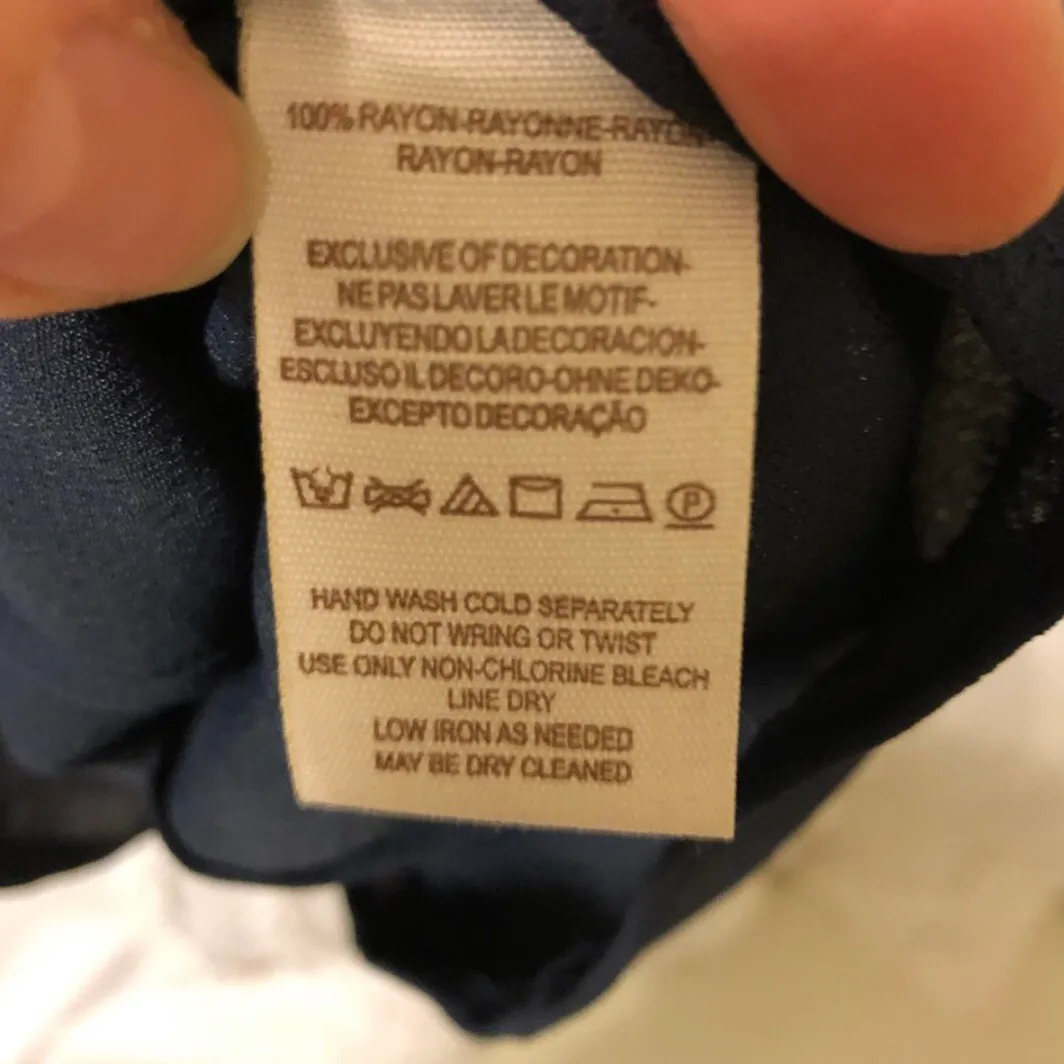 100% RAYON-RAYONNE-RAYON-
RAYON-RAYON
EXCLUSIVE OF DECORATION-
NE PAS LAVER LE MOTIF-
EXCLUYENDO LA DECORACION-
ESCLUSO IL DECORO-OHNE DEKO-
EXCEPTO DECORAÇÃO
P
HAND WASH COLD SEPARATELY
DO NOT WRING OR TWIST
USE ONLY NON-CHLORINE BLEACH
LINE DRY
LOW IRON AS NEEDED
MAY BE DRY CLEANED